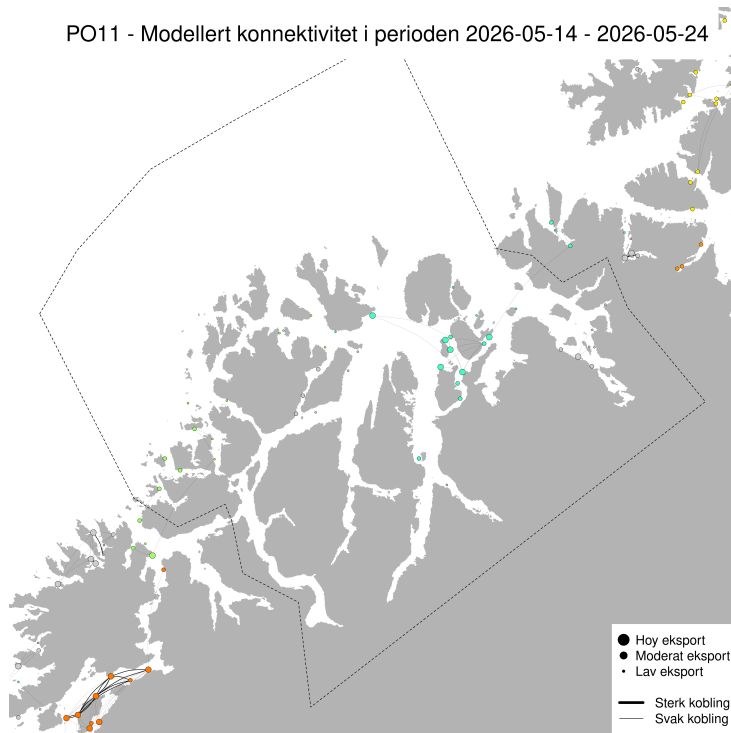 PO11 - Modellert konnektivitet i perioden 2026-05-14 - 2026-05-24
Hoy eksport
Moderat eksport
Lav eksport
Sterk kobling
Svak kobling